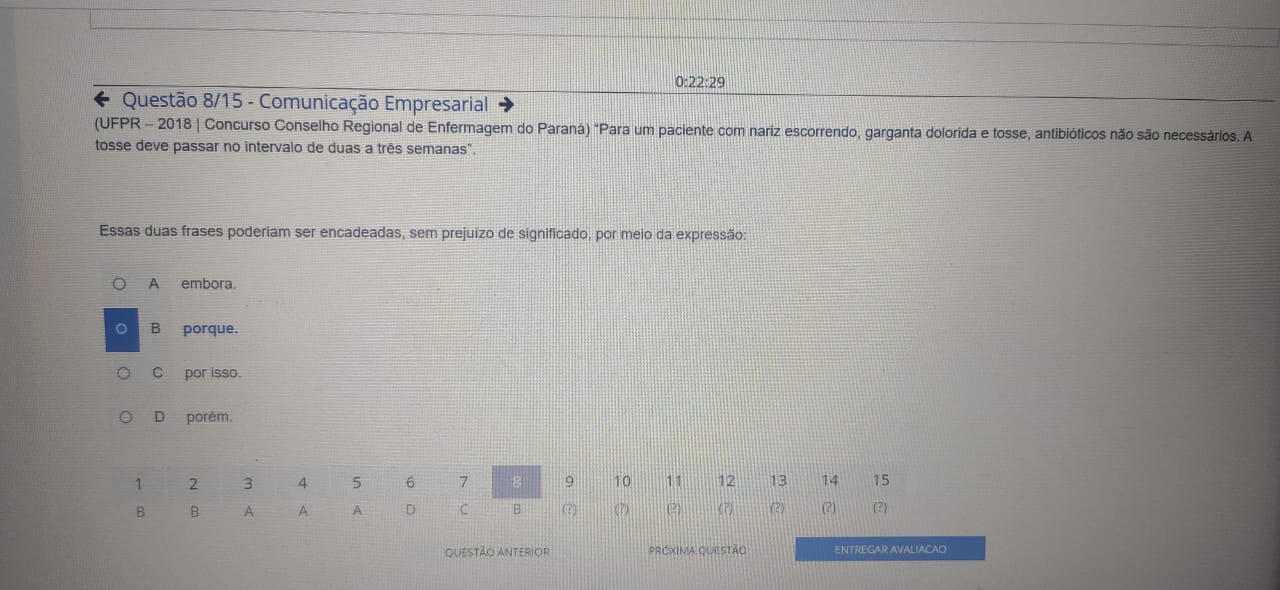 0:22:29
← Questão 8/15 - Comunicação Empresarial →
(UFPR – 2018 | Concurso Conselho Regional de Enfermagem do Paraná) “Para um paciente com nariz escorrendo, garganta dolorida e tosse, antibióticos não são necessários. A
tosse deve passar no intervalo de duas a três semanas”.
Essas duas frases poderiam ser encadeadas, sem prejuízo de significado, por meio da expressão:
A embora.
B porque.
C por isso.
D porém.
1 2 3 4 5 6 7 8 9 10 11 12 13 14 15
B B A A A D C B (?) (?) (?) (?) (?) (?) (?)
QUESTÃO ANTERIOR PRÓXIMA QUESTÃO ENTREGAR AVALIACAO